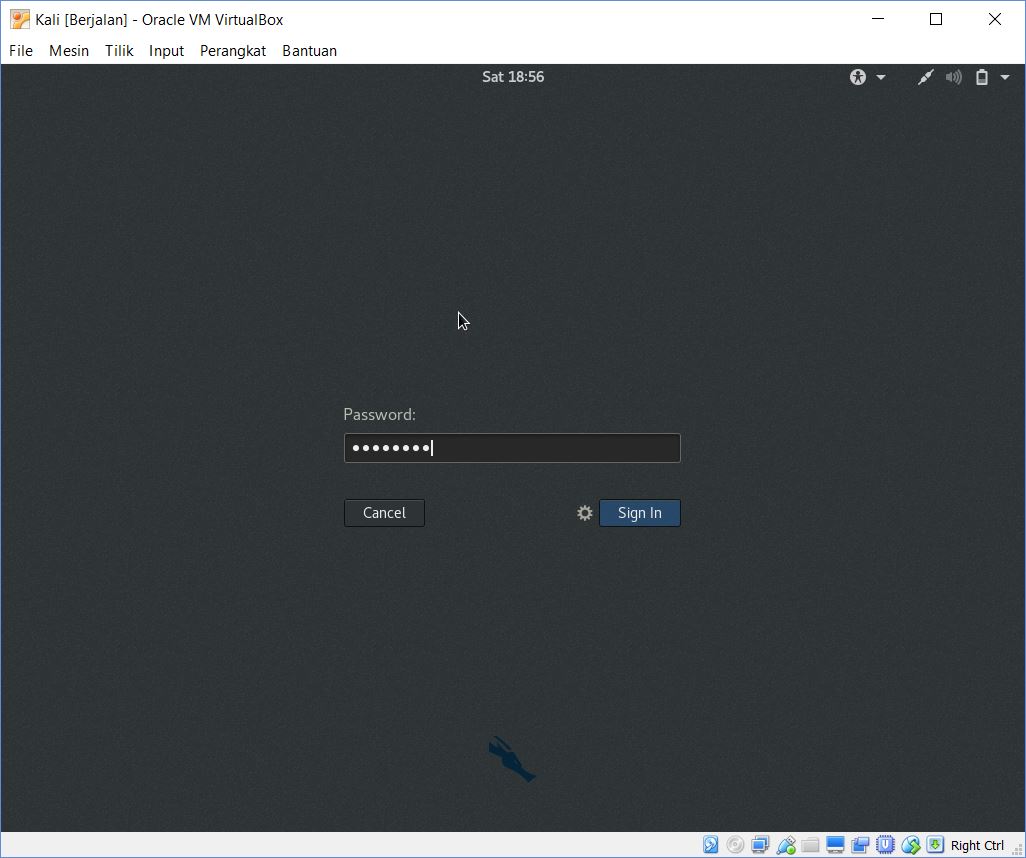 Kali [Berjalan] - Oracle VM VirtualBox
File Mesin Tilik Input Perangkat Bantuan
Sat 18:56
Password:
Cancel Sign In
Right Ctrl